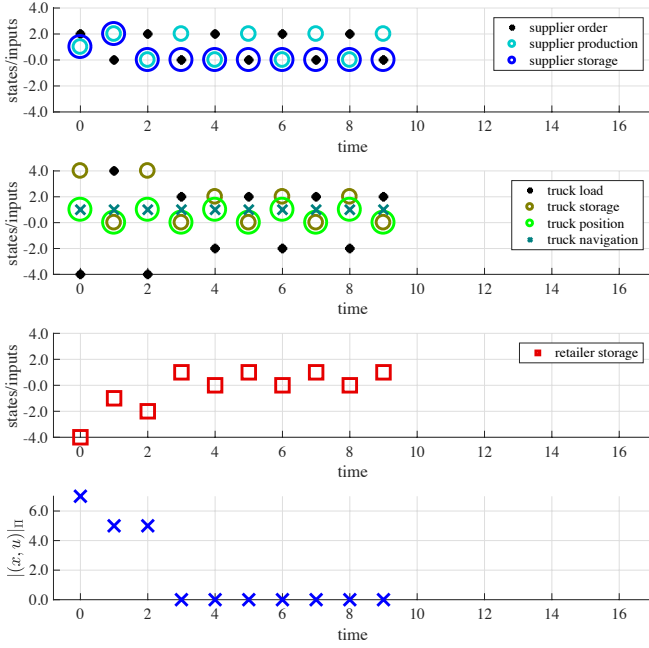 4.0
2.0
-0.0
-2.0
-4.0
states/inputs
supplier order
supplier production
supplier storage
0 2 4 6 8 10 12 14 16
time
4.0
2.0
-0.0
-2.0
-4.0
states/inputs
truck load
truck storage
truck position
truck navigation
0 2 4 6 8 10 12 14 16
time
4.0
2.0
-0.0
-2.0
-4.0
states/inputs
retailer storage
0 2 4 6 8 10 12 14 16
time
6.0
4.0
2.0
0.0
|(x, u)|Π
0 2 4 6 8 10 12 14 16
time